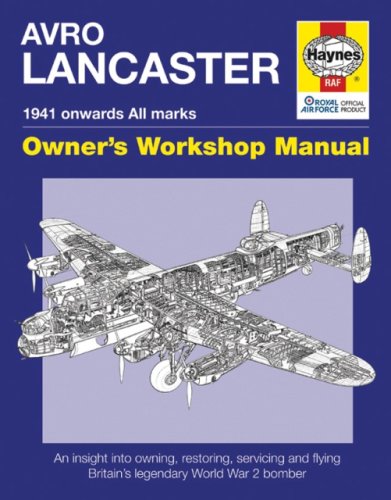 AVRO
LANCASTER
1941 onwards All marks
Haynes
®
RAF
ROYAL AIR FORCE
OFFICIAL PRODUCT
Owner's Workshop Manual
An insight into owning, restoring, servicing and flying
Britain's legendary World War 2 bomber